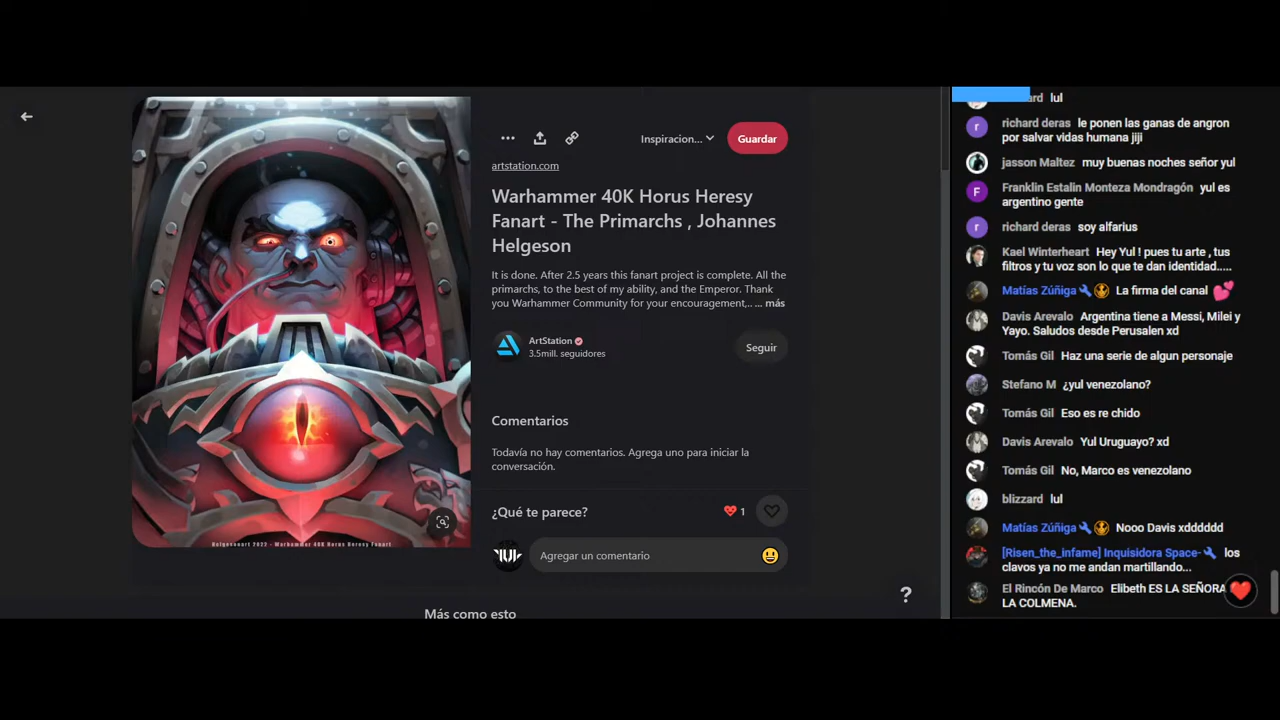 Inspiracion...
Guardar
artstation.com
Warhammer 40K Horus Heresy
Fanart - The Primarchs , Johannes
Helgeson
It is done. After 2.5 years this fanart project is complete. All the
primarchs, to the best of my ability, and the Emperor. Thank
you Warhammer Community for your encouragement,.. ... más
ArtStation
3.5mill. seguidores
Seguir
Comentarios
Todavía no hay comentarios. Agrega uno para iniciar la
conversación.
¿Qué te parece?
1
Agregar un comentario
?
Más como esto
Helgesonart 2022 - Warhammer 40K Horus Heresy Fanart
lul
richard deras le ponen las ganas de angron
por salvar vidas humana jiji
jasson Maltez muy buenas noches señor yul
Franklin Estalin Monteza Mondragón yul es
argentino gente
richard deras soy alfarius
Kael Winterheart Hey Yul ! pues tu arte , tus
filtros y tu voz son lo que te dan identidad.....
Matías Zúñiga La firma del canal
Davis Arevalo Argentina tiene a Messi, Milei y
Yayo. Saludos desde Perusalen xd
Tomás Gil Haz una serie de algun personaje
Stefano M ¿yul venezolano?
Tomás Gil Eso es re chido
Davis Arevalo Yul Uruguayo? xd
Tomás Gil No, Marco es venezolano
blizzard lul
Matías Zúñiga Nooo Davis xdddddd
[Risen_the_infame] Inquisidora Space- los
clavos ya no me andan martillando...
El Rincón De Marco Elibeth ES LA SEÑORA
LA COLMENA.